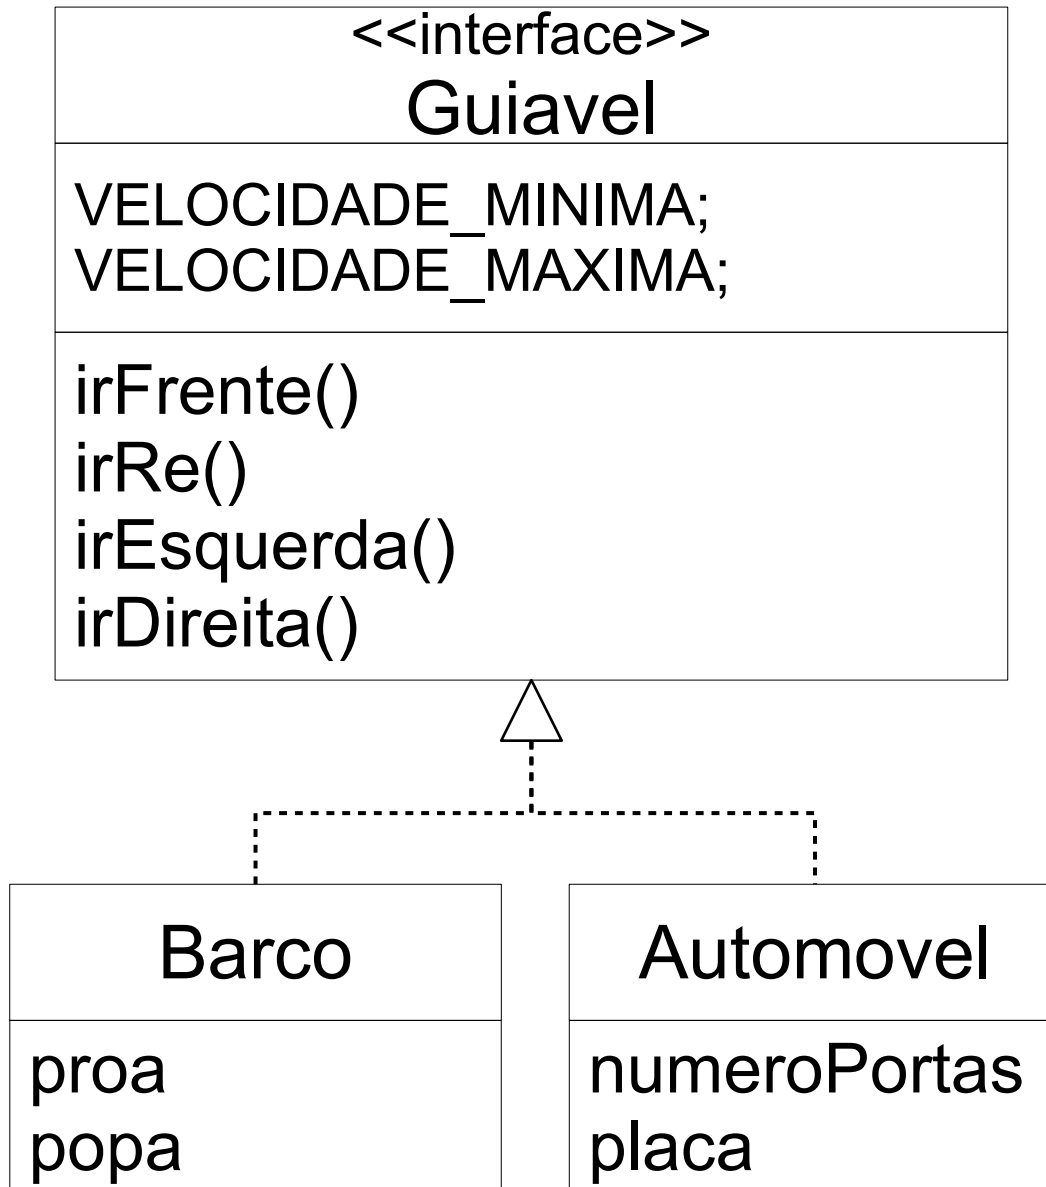 <<interface>>
Guiavel
VELOCIDADE_MINIMA;
VELOCIDADE_MAXIMA;
irFrente()
irRe()
irEsquerda()
irDireita()
Barco
proa
popa
Automovel
numeroPortas
placa